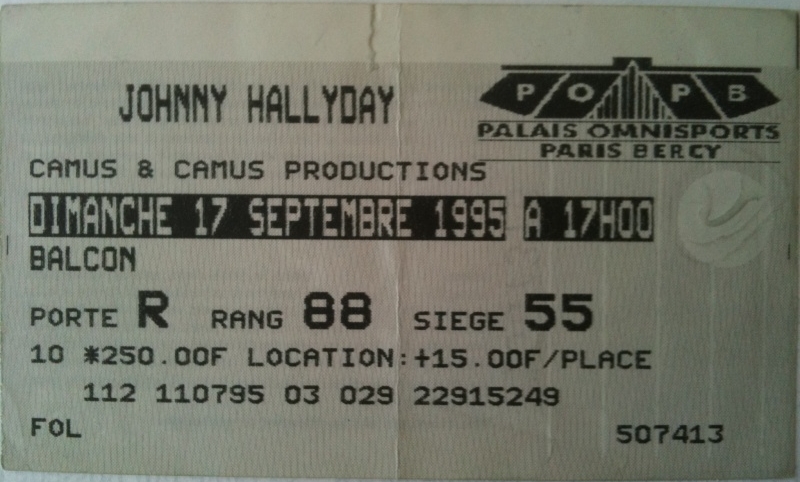 JOHNNY HALLYDAY
P O P B
PALAIS OMNISPORTS
PARIS BERCY
CAMUS & CAMUS PRODUCTIONS
DIMANCHE 17 SEPTEMBRE 1995 A 17H00
BALCON
PORTE R RANG 88 SIEGE 55
10 *250.00F LOCATION:+15.00F/PLACE
112 110795 03 029 22915249
FOL 507413